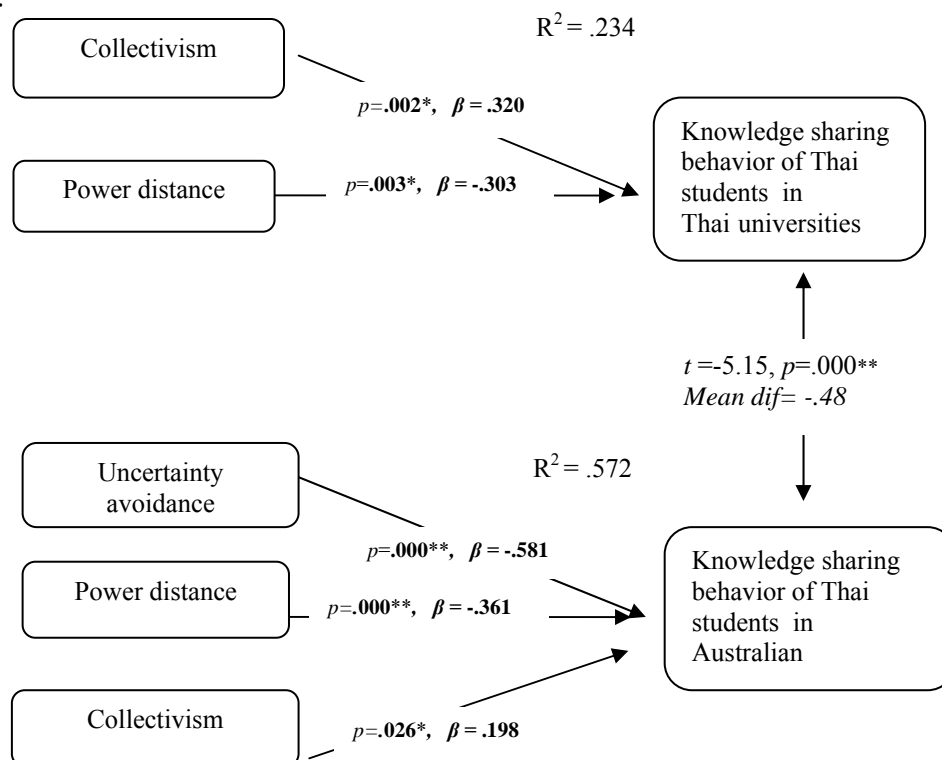 .
R² = .234
Collectivism
p=.002*, β = .320
Power distance
p=.003*, β = -.303
Knowledge sharing
behavior of Thai
students in
Thai universities
t =-5.15, p=.000**
Mean dif= -.48
R² = .572
Uncertainty
avoidance
p=.000**, β = -.581
Power distance
p=.000**, β = -.361
Knowledge sharing
behavior of Thai
students in
Australian
Collectivism
p=.026*, β = .198